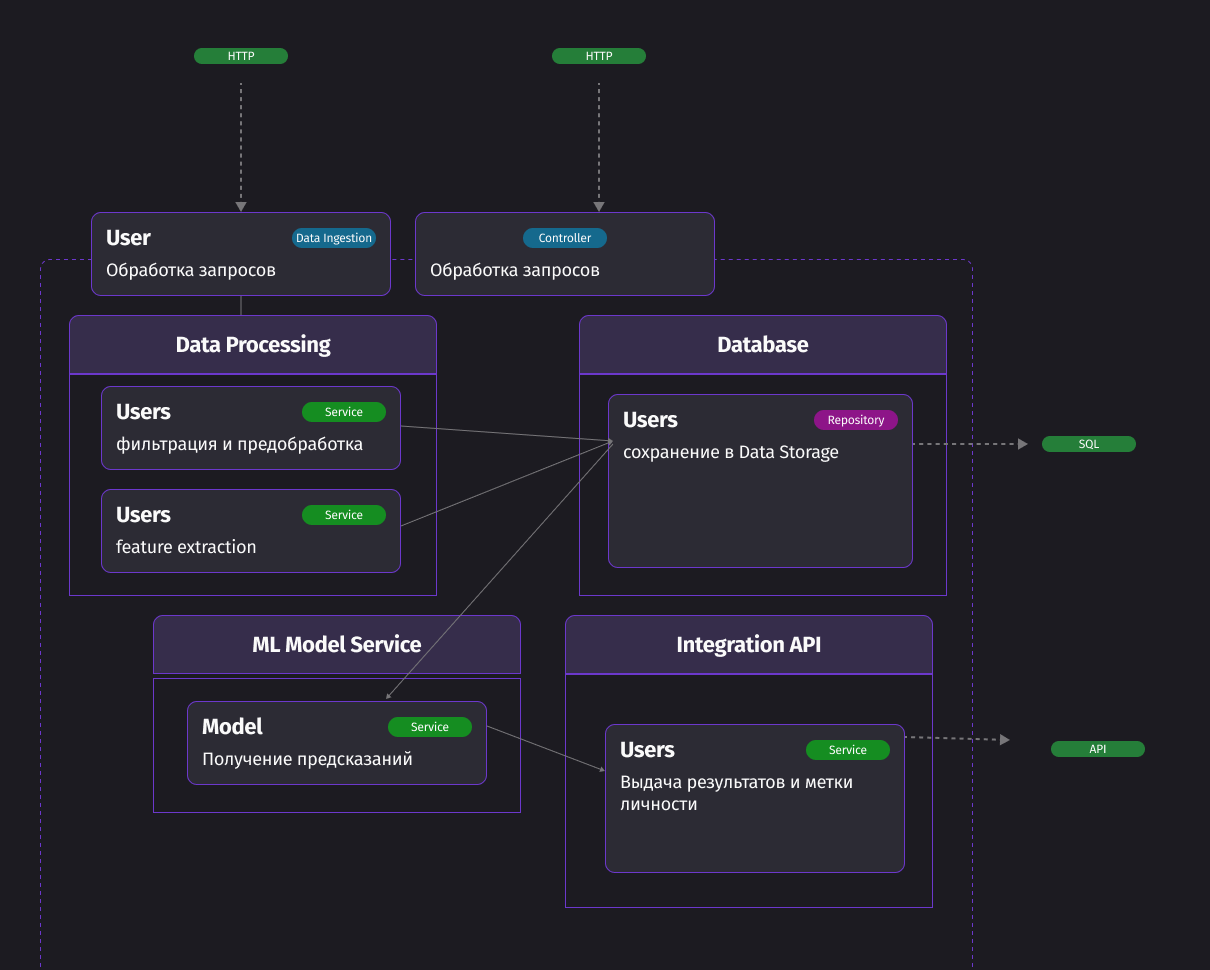 HTTP
HTTP
User
Data Ingestion
Обработка запросов
Controller
Обработка запросов
Data Processing
Users
Service
фильтрация и предобработка
Users
Service
feature extraction
Database
Users
Repository
сохранение в Data Storage
SQL
ML Model Service
Model
Service
Получение предсказаний
Integration API
Users
Service
Выдача результатов и метки
личности
API